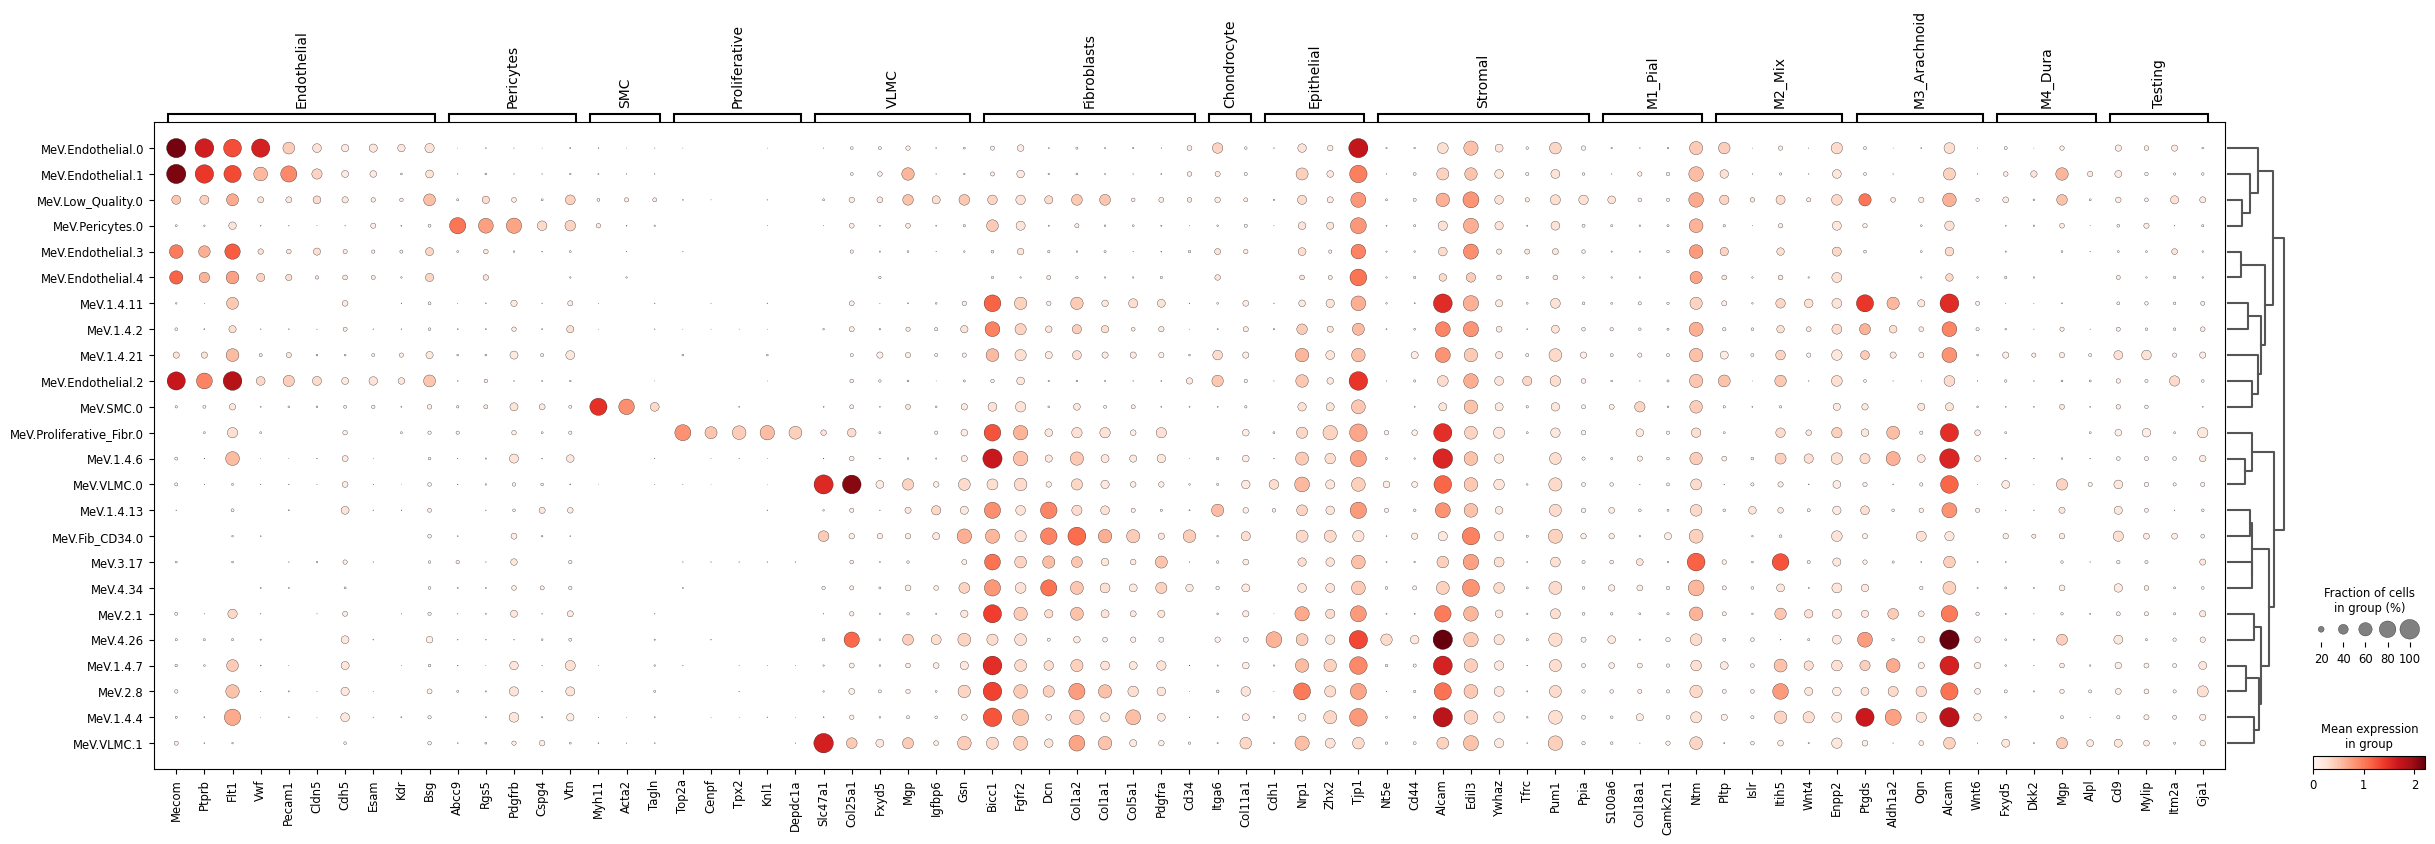 Endothelial
Pericytes
SMC
Proliferative
VLMC
Fibroblasts
Chondrocyte
Epithelial
Stromal
M1_Pial
M2_Mix
M3_Arachnoid
M4_Dura
Testing
MeV.Endothelial.0
MeV.Endothelial.1
MeV.Low_Quality.0
MeV.Pericytes.0
MeV.Endothelial.3
MeV.Endothelial.4
MeV.1.4.11
MeV.1.4.2
MeV.1.4.21
MeV.Endothelial.2
MeV.SMC.0
MeV.Proliferative_Fibr.0
MeV.1.4.6
MeV.VLMC.0
MeV.1.4.13
MeV.Fib_CD34.0
MeV.3.17
MeV.4.34
MeV.2.1
MeV.4.26
MeV.1.4.7
MeV.2.8
MeV.1.4.4
MeV.VLMC.1
Mecom
Ptprb
Flt1
Vwf
Pecam1
Cldn5
Cdh5
Esam
Kdr
Bsg
Abcc9
Rgs5
Pdgfrb
Cspg4
Vtn
Myh11
Acta2
Tagln
Top2a
Cenpf
Tpx2
Knl1
Depdc1a
Slc47a1
Col25a1
Fxyd5
Mgp
Igfbp6
Gsn
Bicc1
Fgfr2
Dcn
Col1a2
Col1a1
Col5a1
Pdgfra
Cd34
Itga6
Col11a1
Cdh1
Nrp1
Zhx2
Tjp1
Nt5e
Cd44
Alcam
Edil3
Ywhaz
Tfrc
Pum1
Ppia
S100a6
Col18a1
Camk2n1
Ntm
Pltp
Islr
Itih5
Wnt4
Enpp2
Ptgds
Aldh1a2
Ogn
Alcam
Wnt6
Fxyd5
Dkk2
Mgp
Alpl
Cd9
Mylip
Itm2a
Gja1
Fraction of cells
in group (%)
20 40 60 80 100
Mean expression
in group
0 1 2